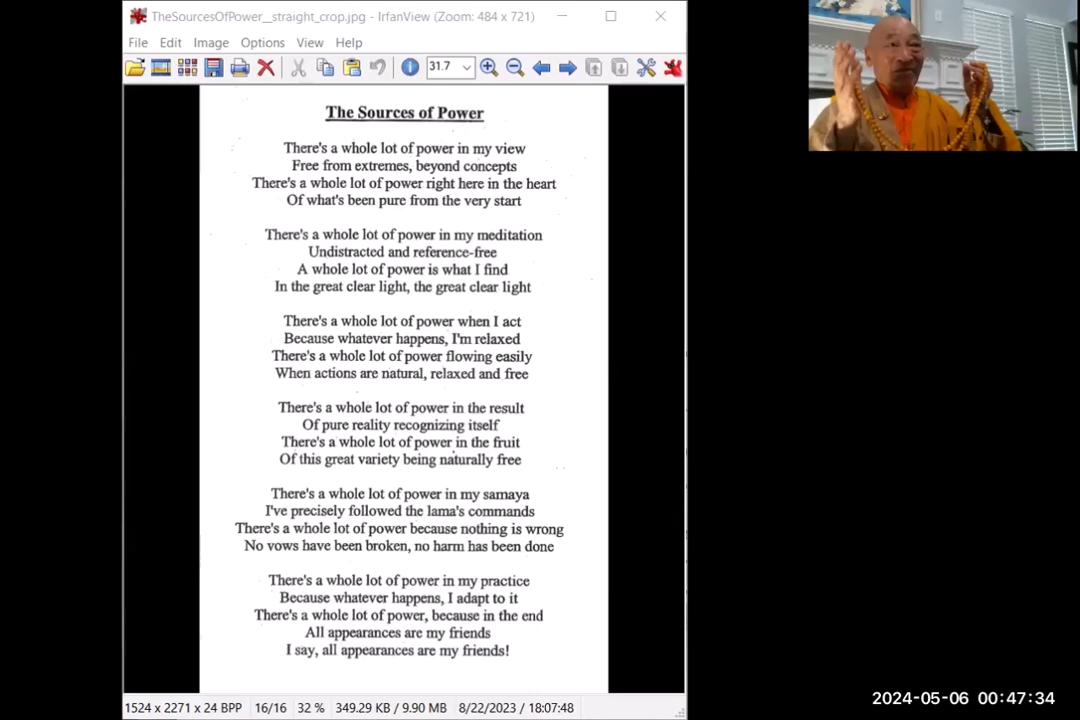 TheSourcesOfPower__straight_crop.jpg - IrfanView (Zoom: 484 x 721)
File Edit Image Options View Help
31.7
The Sources of Power
There's a whole lot of power in my view
Free from extremes, beyond concepts
There's a whole lot of power right here in the heart
Of what's been pure from the very start
There's a whole lot of power in my meditation
Undistracted and reference-free
A whole lot of power is what I find
In the great clear light, the great clear light
There's a whole lot of power when I act
Because whatever happens, I'm relaxed
There's a whole lot of power flowing easily
When actions are natural, relaxed and free
There's a whole lot of power in the result
Of pure reality recognizing itself
There's a whole lot of power in the fruit
Of this great variety being naturally free
There's a whole lot of power in my samaya
I've precisely followed the lama's commands
There's a whole lot of power because nothing is wrong
No vows have been broken, no harm has been done
There's a whole lot of power in my practice
Because whatever happens, I adapt to it
There's a whole lot of power, because in the end
All appearances are my friends
I say, all appearances are my friends!
1524 x 2271 x 24 BPP 16/16 32 % 349.29 KB / 9.90 MB 8/22/2023 / 18:07:48
2024-05-06 00:47:34